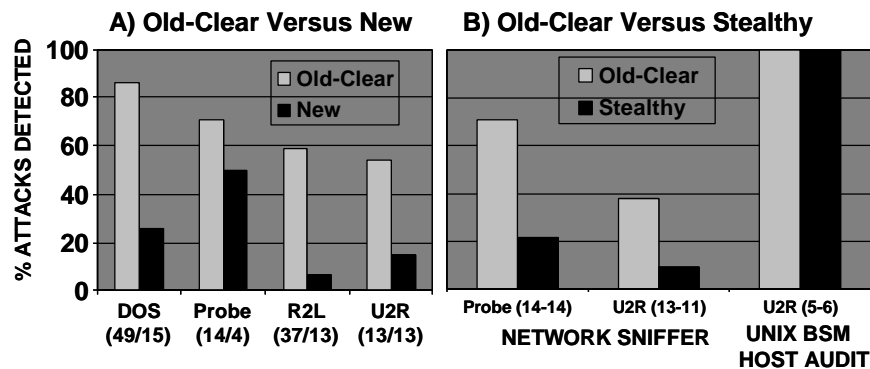 A) Old-Clear Versus New
B) Old-Clear Versus Stealthy
% ATTACKS DETECTED
100
80
60
40
20
0
Old-Clear
New
DOS
(49/15)
Probe
(14/4)
R2L
(37/13)
U2R
(13/13)
Old-Clear
Stealthy
Probe (14-14)
U2R (13-11)
U2R (5-6)
NETWORK SNIFFER
UNIX BSM
HOST AUDIT